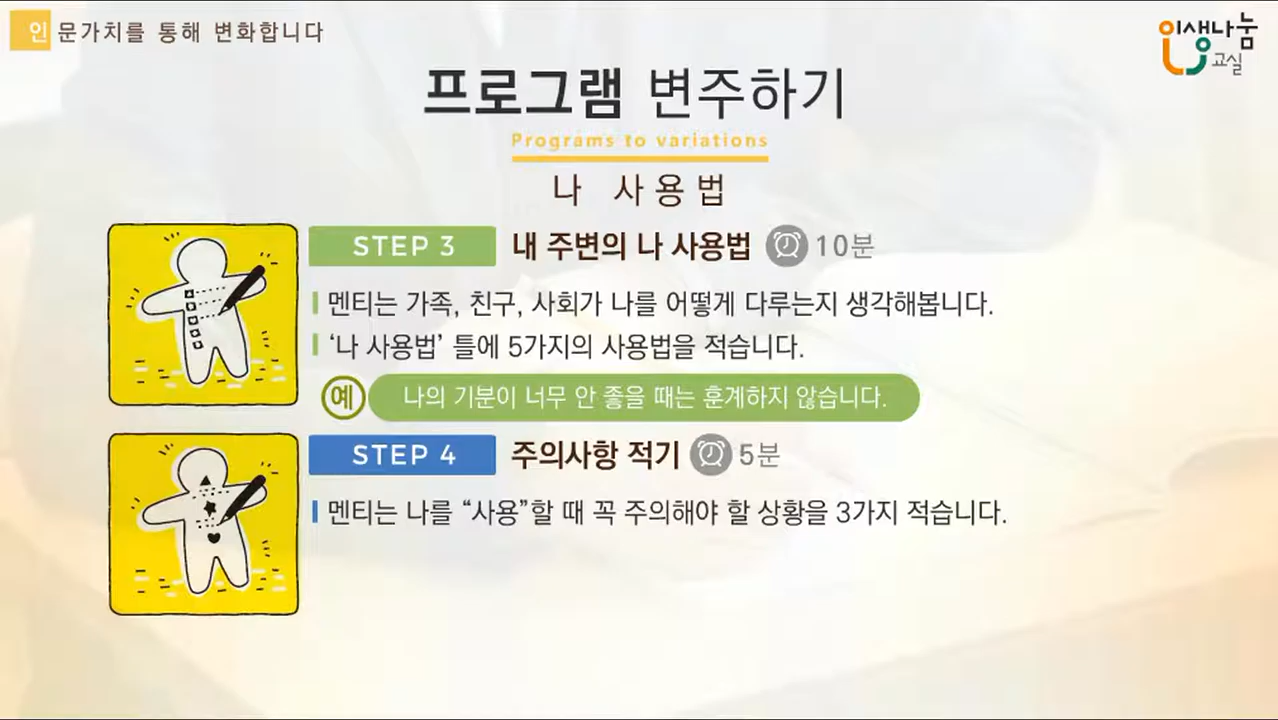 인문가치를 통해 변화합니다
인생나눔
교실
프로그램 변주하기
Programs to variations
나 사용법
STEP 3 내 주변의 나 사용법 10분
멘티는 가족, 친구, 사회가 나를 어떻게 다루는지 생각해봅니다.
‘나 사용법’ 틀에 5가지의 사용법을 적습니다.
예 나의 기분이 너무 안 좋을 때는 훈계하지 않습니다.
STEP 4 주의사항 적기 5분
멘티는 나를 “사용”할 때 꼭 주의해야 할 상황을 3가지 적습니다.